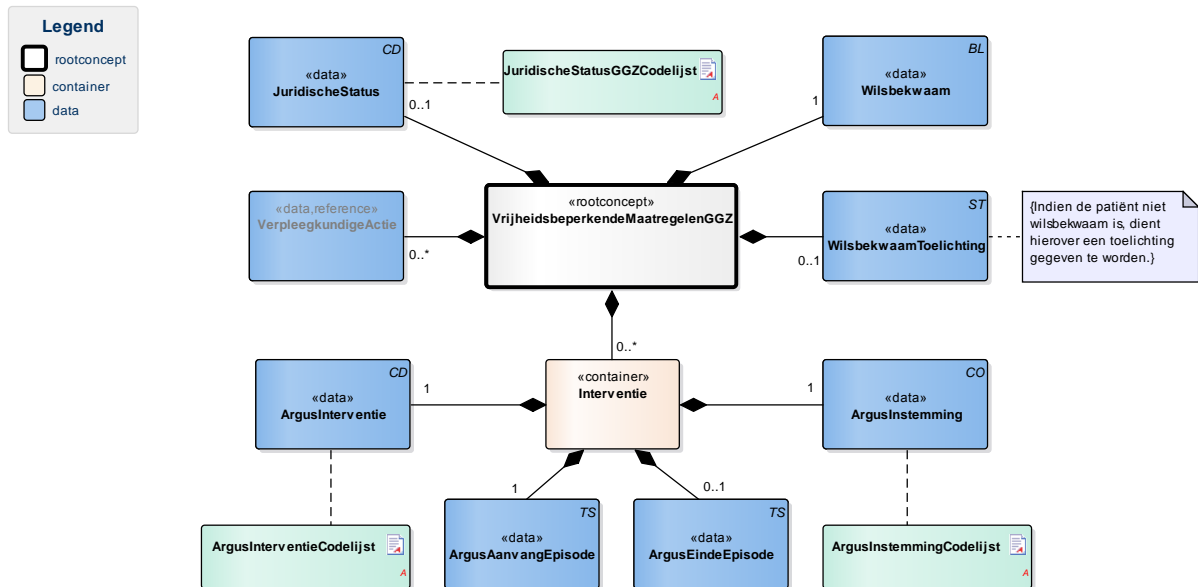 Legend
rootconcept
container
data
CD
«data»
JuridischeStatus
0..1
JuridischeStatusGGZCodelijst
A
BL
«data»
Wilsbekwaam
1
«data,reference»
VerpleegkundigeActie
0..*
«rootconcept»
VrijheidsbeperkendeMaatregelenGGZ
ST
«data»
WilsbekwaamToelichting
0..1
{Indien de patiënt niet
wilsbekwaam is, dient
hierover een toelichting
gegeven te worden.}
0..*
CD
«data»
ArgusInterventie
1
«container»
Interventie
CO
«data»
ArgusInstemming
1
1
0..1
TS
«data»
ArgusAanvangEpisode
TS
«data»
ArgusEindeEpisode
ArgusInterventieCodelijst
A
ArgusInstemmingCodelijst
A